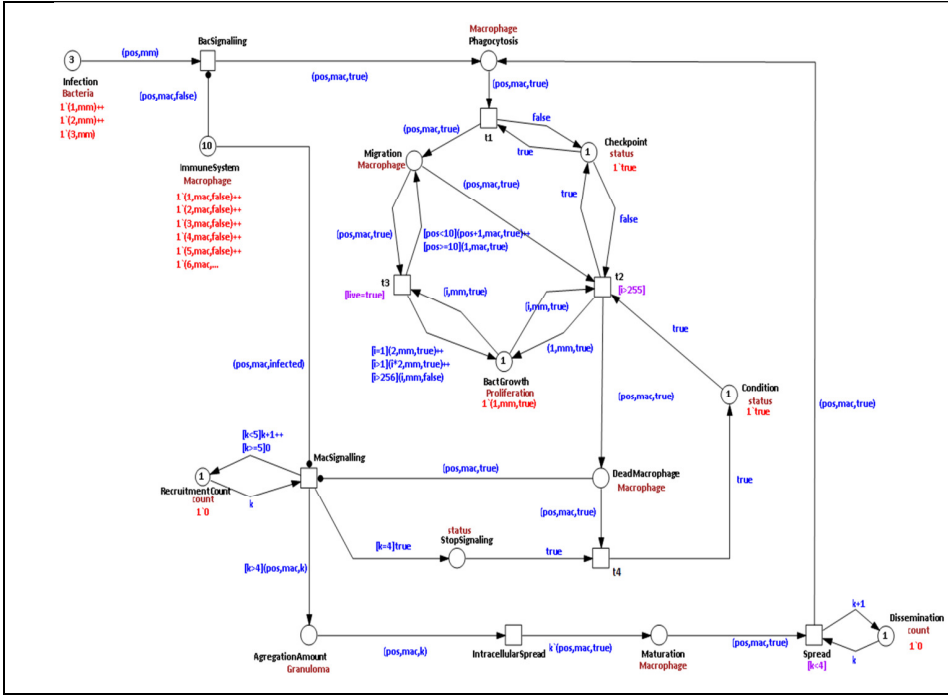 Macrophage
Phagocytosis
BacSignaliing
3
(pos,mm)
(pos,mac,true)
Infection
Bacteria
1`(1,mm)++
1`(2,mm)++
1`(3,mm)
(pos,mac,false)
10
ImmuneSystem
Macrophage
1`(1,mac,false)++
1`(2,mac,false)++
1`(3,mac,false)++
1`(4,mac,false)++
1`(5,mac,false)++
1`(6,mac,...
(pos,mac,true)
t1
false
true
(pos,mac,true)
Migration
Macrophage
Checkpoint
status
1
1`true
(pos,mac,true)
true
false
(pos,mac,true)
[pos<10](pos+1,mac,true)++
[pos>=10](1,mac,true)
t3
[live=true]
t2
[i>255]
(i,mm,true)
(i,mm,true)
(1,mm,true)
[i=1](2,mm,true)++
[i>1](i*2,mm,true)++
[i>256](i,mm,false)
1
BactGrowth
Proliferation
1`(1,mm,true)
true
(pos,mac,infected)
(pos,mac,true)
1
Condition
status
1`true
(pos,mac,true)
[k<5]k+1++
[k>=5]0
MacSignalling
1
RecruitmentCount
count
1`0
k
(pos,mac,true)
DeadMacrophage
Macrophage
true
(pos,mac,true)
status
StopSignaling
[k=4]true
true
t4
[k>4](pos,mac,k)
AgregationAmount
Granuloma
(pos,mac,k)
IntracellularSpread
k`(pos,mac,true)
Maturation
Macrophage
(pos,mac,true)
Spread
[k<4]
k+1
k
Dissemination
count
1
1`0